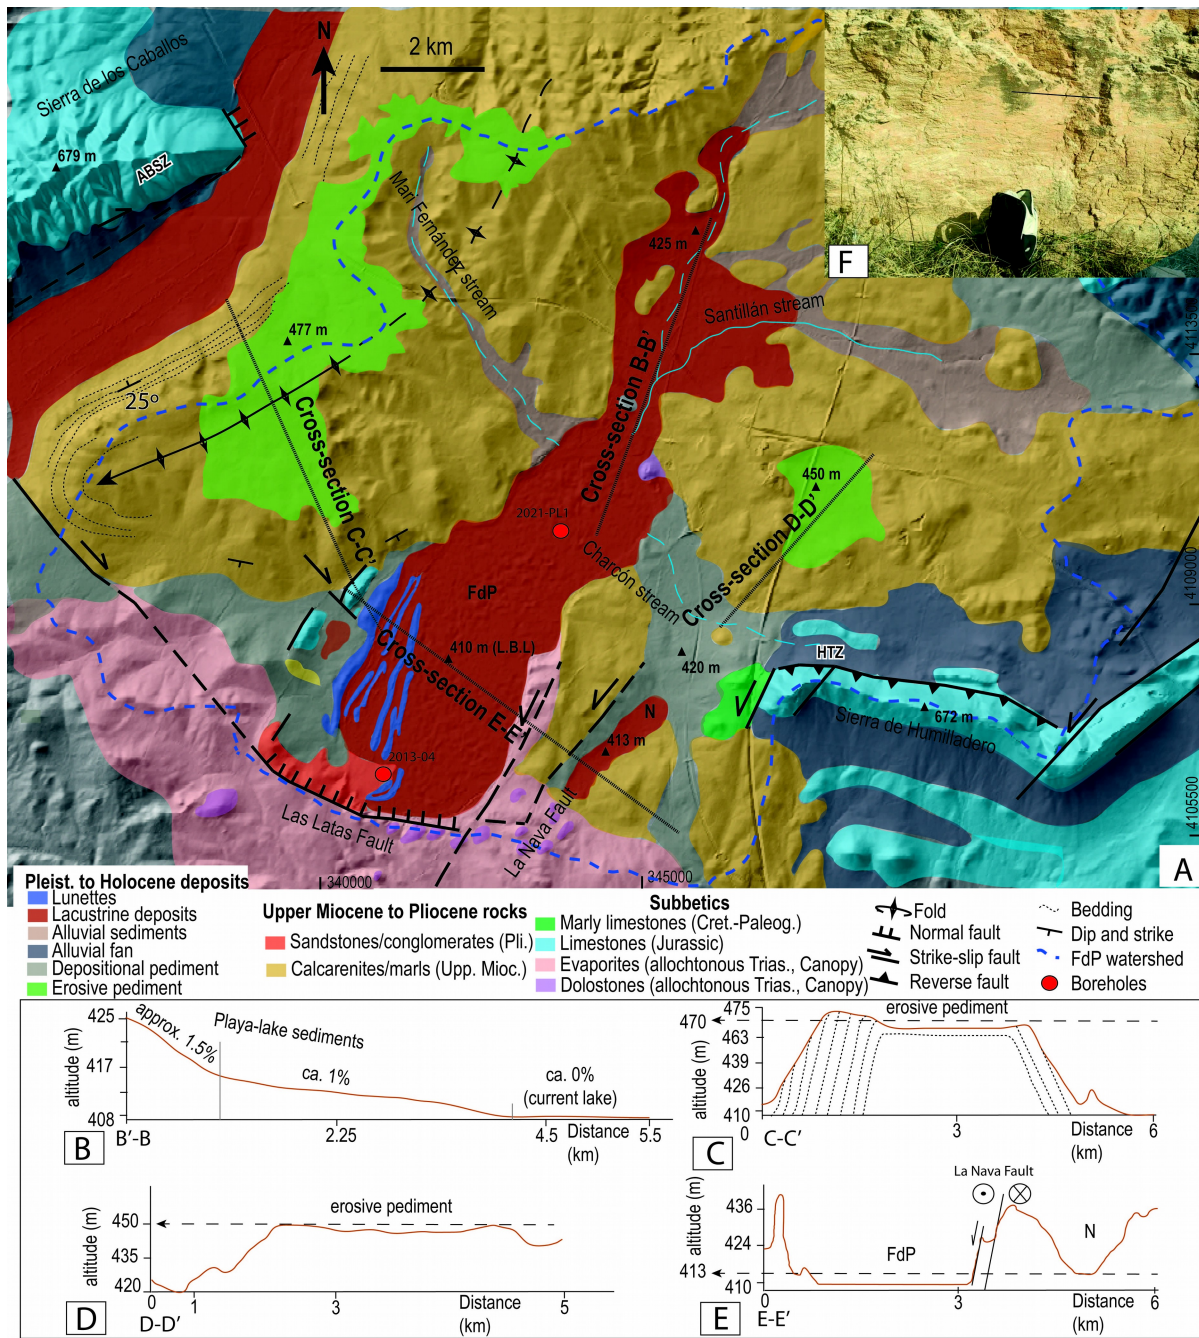 N
2 km
Sierra de los Caballos
679 m
ABSZ
Mari Fernández stream
425 m
F
4113500
Santillán stream
477 m
Cross-section B-B'
25º
Cross-section C-C'
450 m
2021-PL1
Cross-section D-D'
Charcón stream
4109000
FdP
410 m (L.B.L)
Cross-section E-E'
420 m
HTZ
N
672 m
Sierra de Humilladero
413 m
2013-04
Las Latas Fault
La Nava Fault
4105500
340000
345000
A
Pleist. to Holocene deposits
Lunettes
Lacustrine deposits
Alluvial sediments
Alluvial fan
Depositional pediment
Erosive pediment
Upper Miocene to Pliocene rocks
Sandstones/conglomerates (Pli.)
Calcarenites/marls (Upp. Mioc.)
Subbetics
Marly limestones (Cret.-Paleog.)
Limestones (Jurassic)
Evaporites (allochtonous Trias., Canopy)
Dolostones (allochtonous Trias., Canopy)
Fold
Normal fault
Strike-slip fault
Reverse fault
Bedding
Dip and strike
FdP watershed
Boreholes
425
417
408
altitude (m)
approx. 1.5%
Playa-lake sediments
ca. 1%
ca. 0%
(current lake)
B'-B
2.25
4.5
Distance
(km)
5.5
B
475
470
463
439
426
410
altitude (m)
erosive pediment
0
C-C'
3
Distance
(km)
6
C
450
435
420
altitude (m)
erosive pediment
0
1
3
Distance
(km)
5
D-D'
D
La Nava Fault
436
424
413
410
altitude (m)
FdP
N
0
3
Distance
(km)
6
E-E'
E